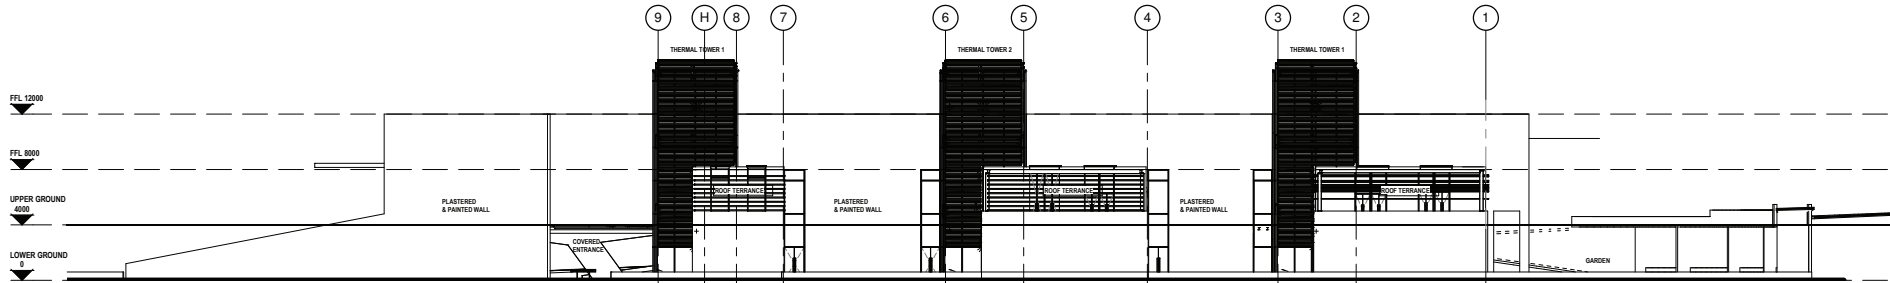 9 H 8 7 6 5 4 3 2 1
THERMAL TOWER 1 THERMAL TOWER 2 THERMAL TOWER 1
FFL 12000
FFL 8000
ROOF TERRANCE ROOF TERRANCE ROOF TERRANCE
UPPER GROUND
4000
PLASTERED
& PAINTED WALL
PLASTERED
& PAINTED WALL
PLASTERED
& PAINTED WALL
COVERED
ENTRANCE
LOWER GROUND
0
GARDEN